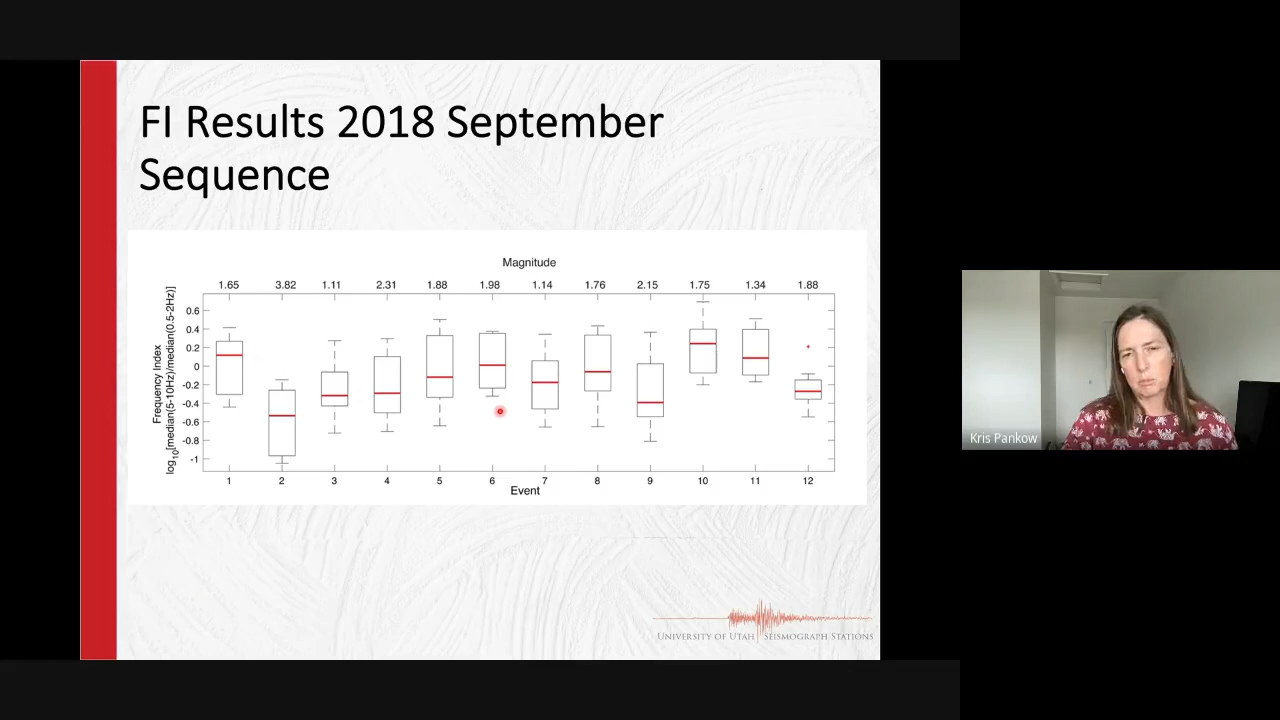 FI Results 2018 September
Sequence
Magnitude
1.65 3.82 1.11 2.31 1.88 1.98 1.14 1.76 2.15 1.75 1.34 1.88
Frequency Index
log10[median(5-10Hz)/median(0.5-2Hz)]
0.6
0.4
0.2
0
-0.2
-0.4
-0.6
-0.8
-1
1 2 3 4 5 6 7 8 9 10 11 12
Event
Kris Pankow
UNIVERSITY OF UTAH SEISMOGRAPH STATIONS